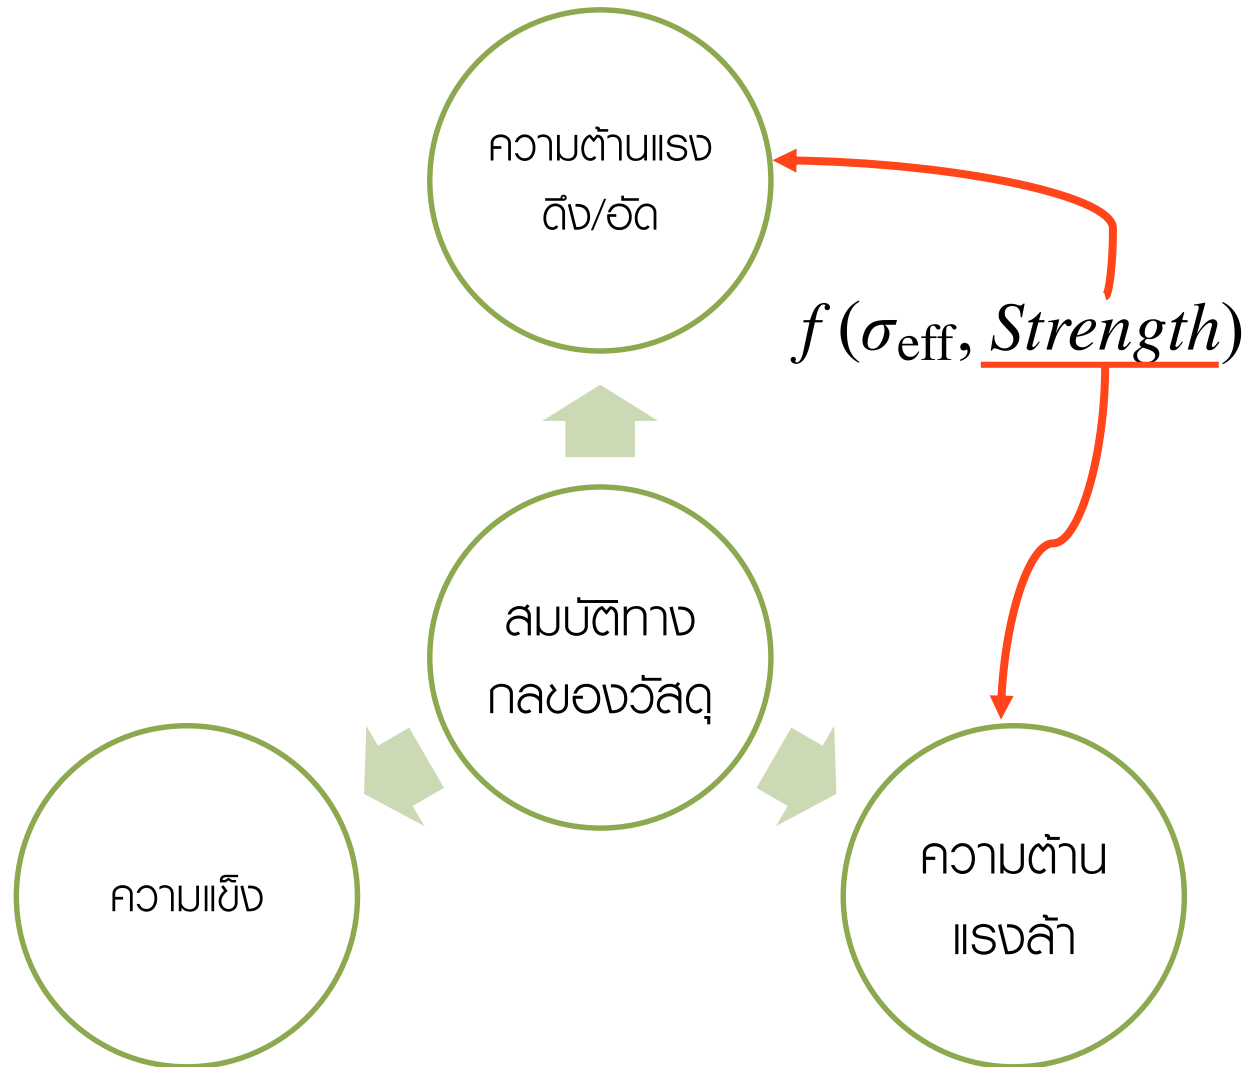 ความต้านแรง
ดึง/อัด
f (σ_eff, Strength)
สมบัติทาง
กลของวัสดุ
ความแข็ง
ความต้าน
แรงล้า